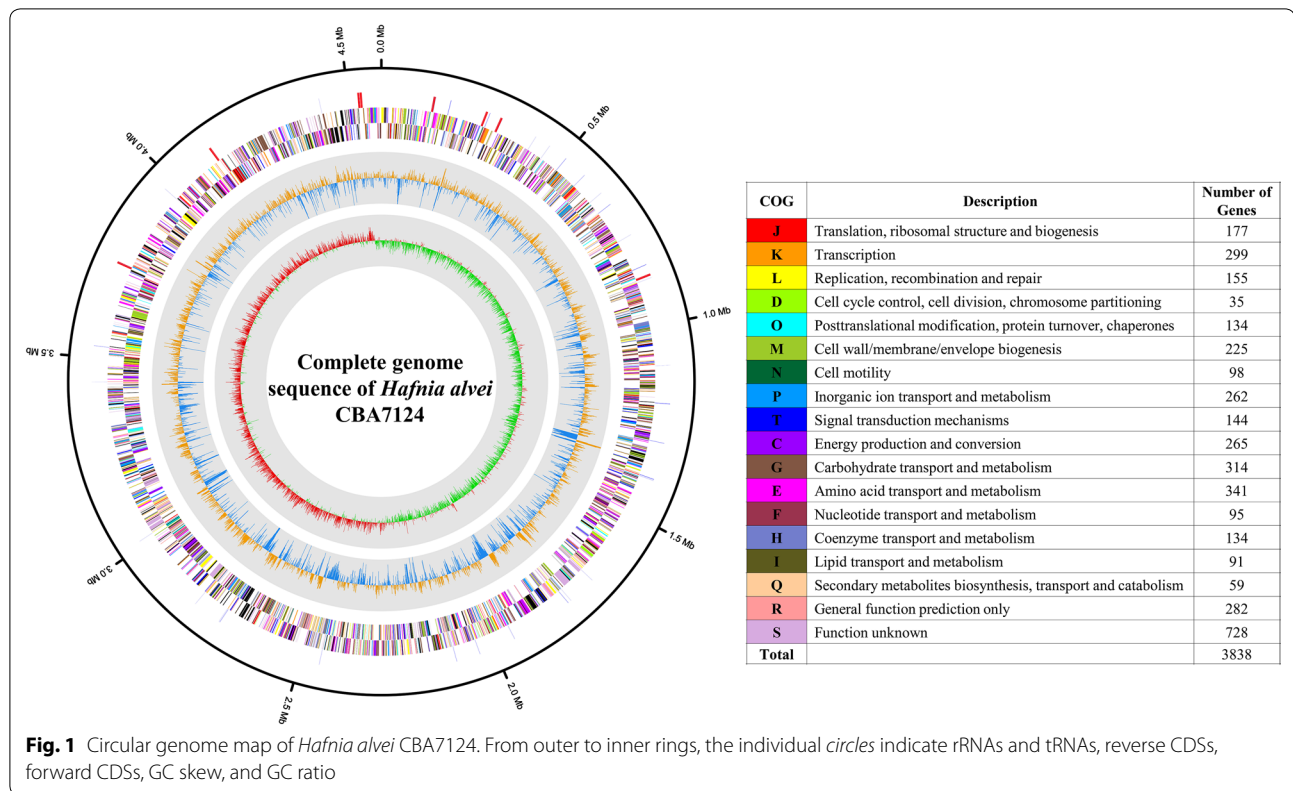 0.0 Mb
0.5 Mb
1.0 Mb
1.5 Mb
2.0 Mb
2.5 Mb
3.0 Mb
3.5 Mb
4.0 Mb
4.5 Mb
Complete genome
sequence of Hafnia alvei
CBA7124
COG Description Number of
Genes
J Translation, ribosomal structure and biogenesis 177
K Transcription 299
L Replication, recombination and repair 155
D Cell cycle control, cell division, chromosome partitioning 35
O Posttranslational modification, protein turnover, chaperones 134
M Cell wall/membrane/envelope biogenesis 225
N Cell motility 98
P Inorganic ion transport and metabolism 262
T Signal transduction mechanisms 144
C Energy production and conversion 265
G Carbohydrate transport and metabolism 314
E Amino acid transport and metabolism 341
F Nucleotide transport and metabolism 95
H Coenzyme transport and metabolism 134
I Lipid transport and metabolism 91
Q Secondary metabolites biosynthesis, transport and catabolism 59
R General function prediction only 282
S Function unknown 728
Total 3838
Fig. 1 Circular genome map of Hafnia alvei CBA7124. From outer to inner rings, the individual circles indicate rRNAs and tRNAs, reverse CDSs,
forward CDSs, GC skew, and GC ratio